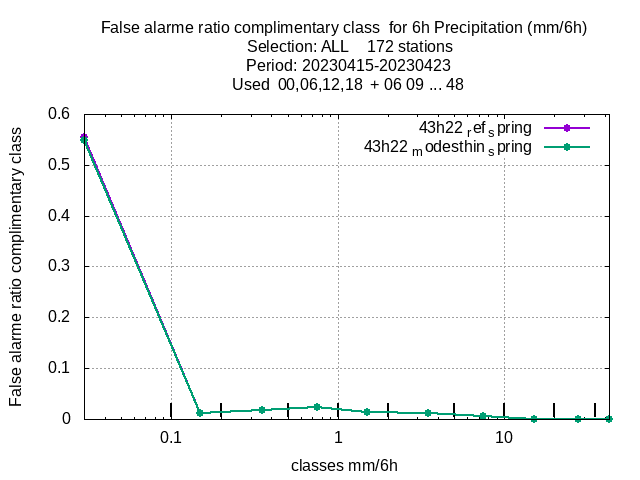 False alarme ratio complimentary class  for 6h Precipitation (mm/6h)
Selection: ALL    172 stations
Period: 20230415-20230423
Used  00,06,12,18  + 06 09 ... 48
False alarme ratio complimentary class
0.6
0.5
0.4
0.3
0.2
0.1
0
43h22 ref spring
43h22 modesthin spring
0.1
1
10
classes mm/6h